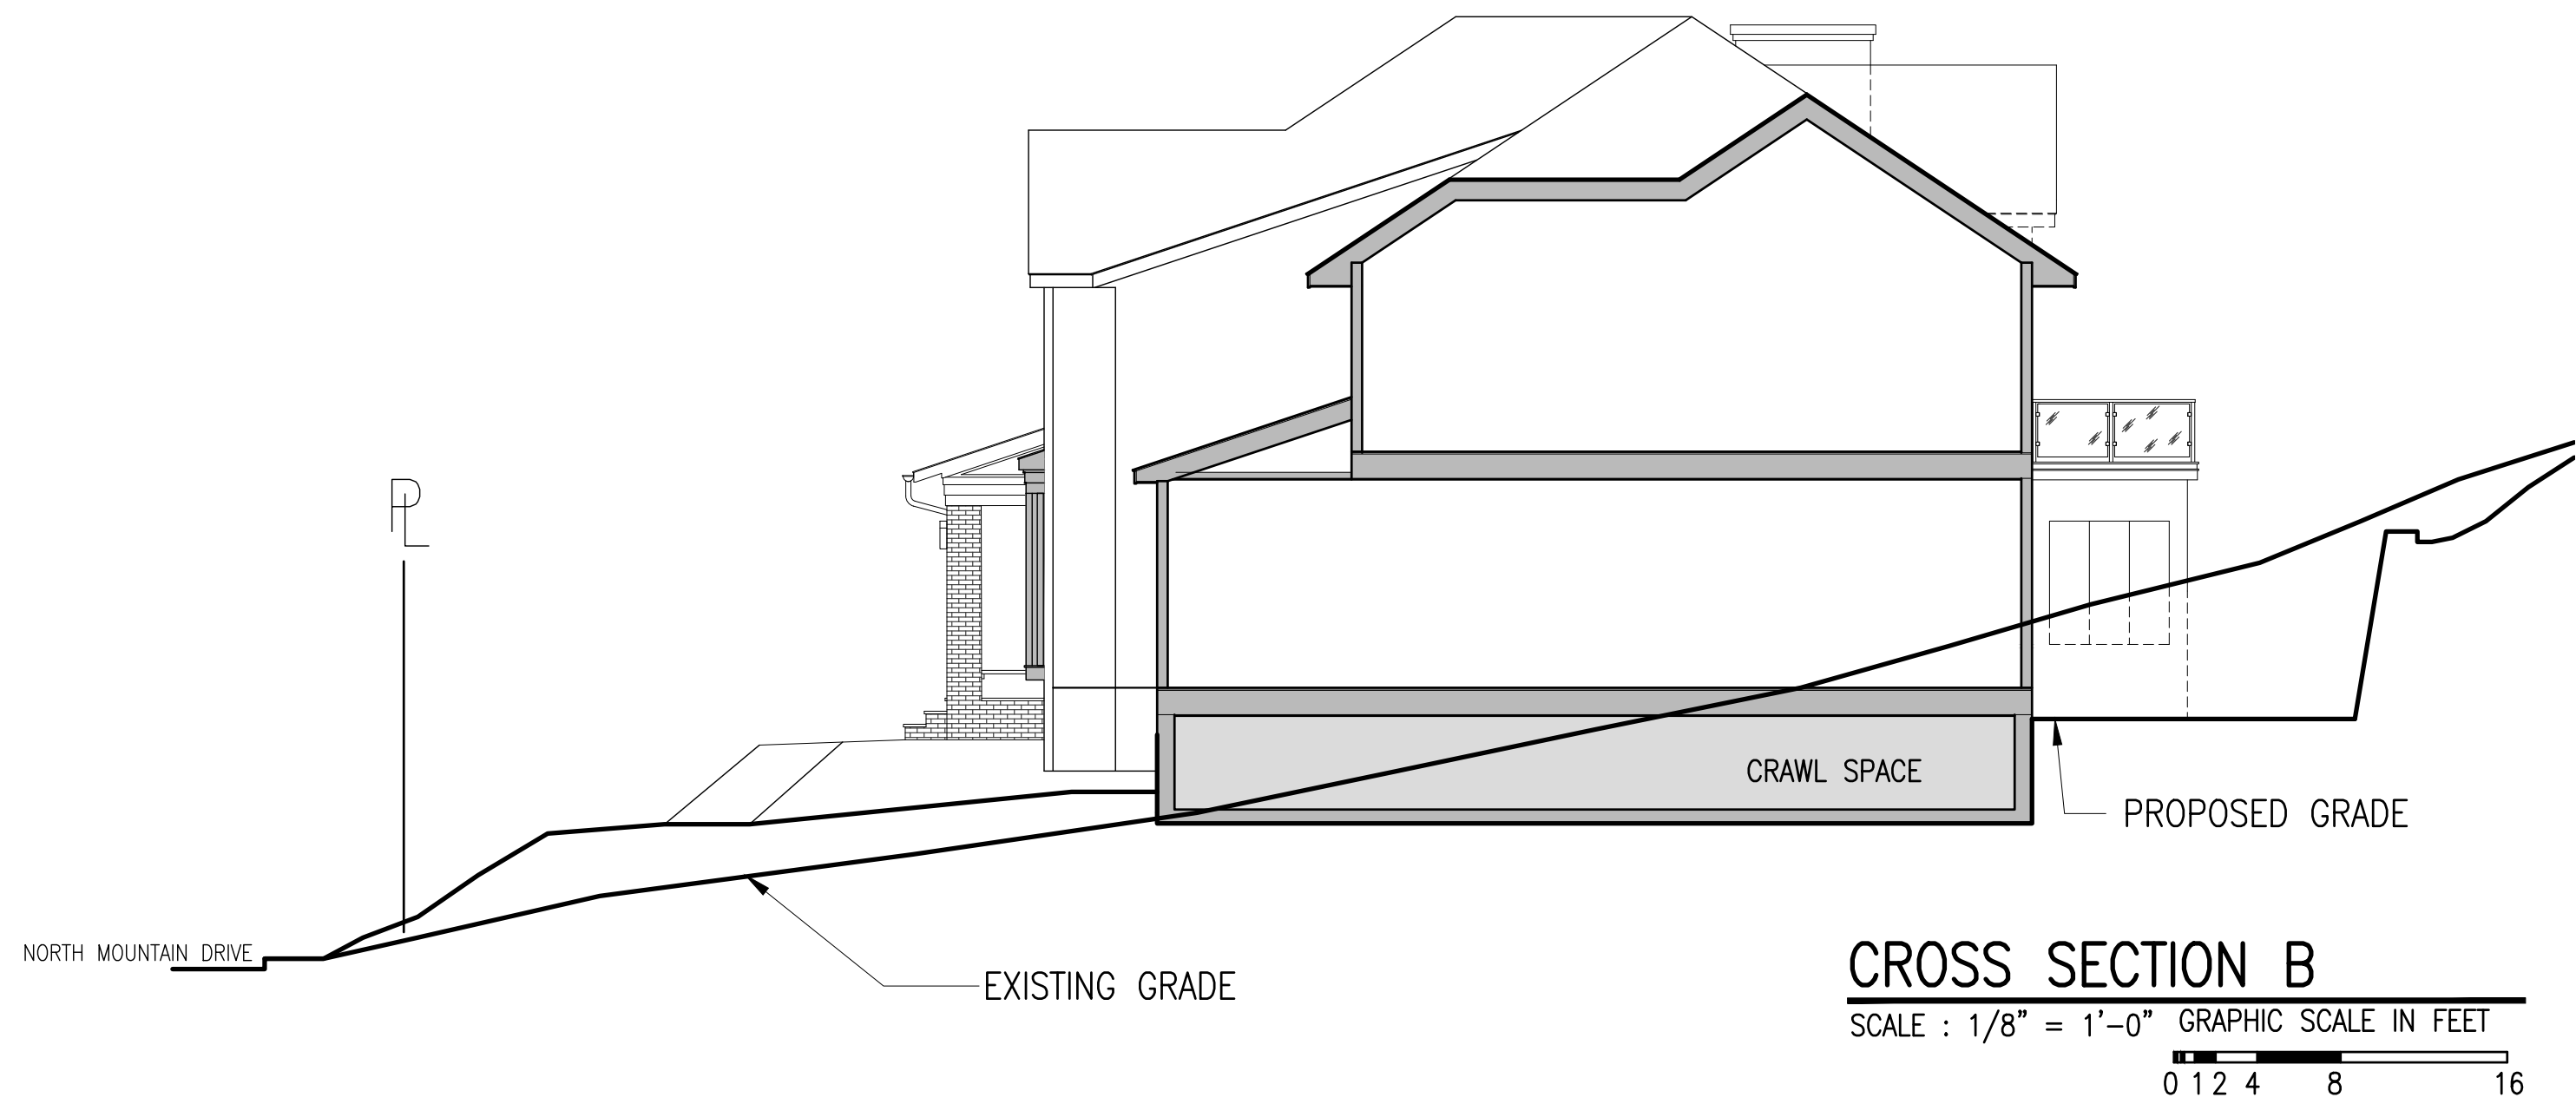 PL
CRAWL SPACE
PROPOSED GRADE
NORTH MOUNTAIN DRIVE
EXISTING GRADE
CROSS SECTION B
SCALE : 1/8" = 1'-0" GRAPHIC SCALE IN FEET
0 1 2 4 8 16